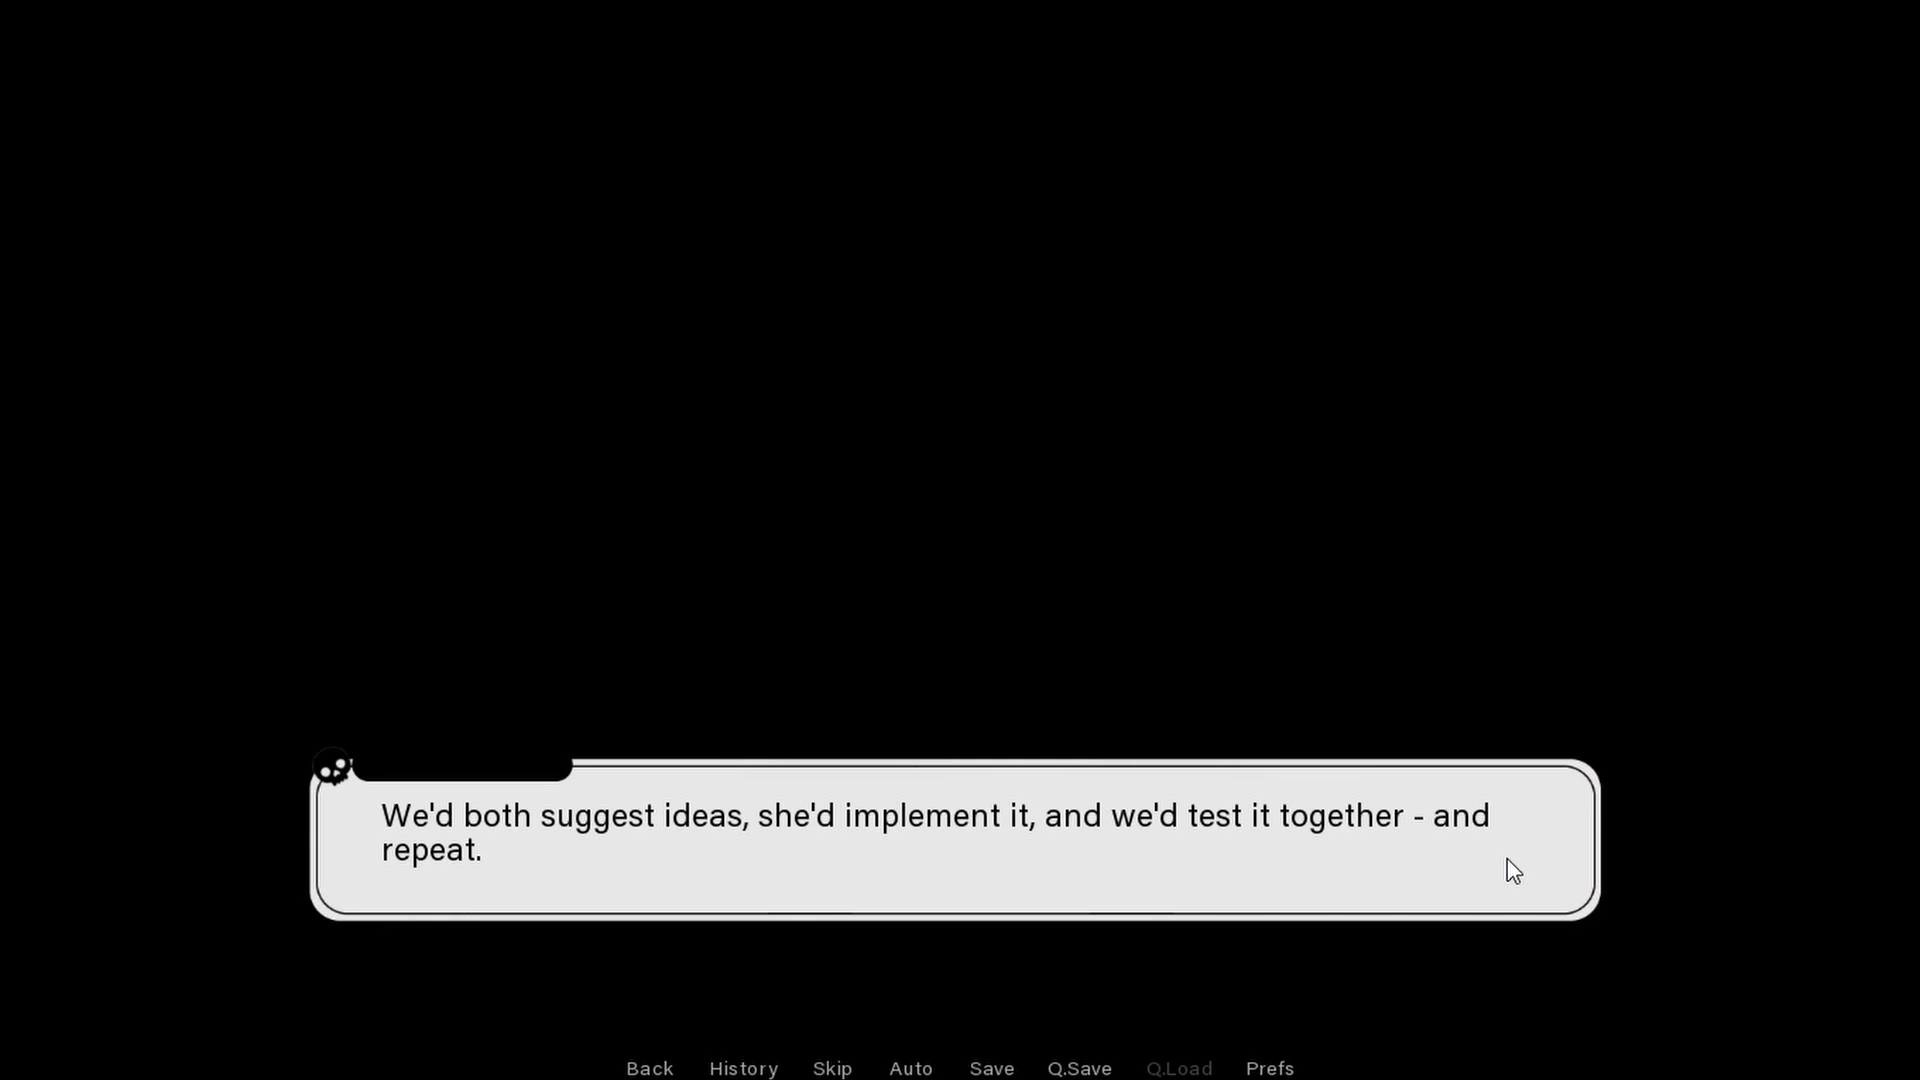 We'd both suggest ideas, she'd implement it, and we'd test it together - and
repeat.
Back History Skip Auto Save Q.Save Q.Load Prefs